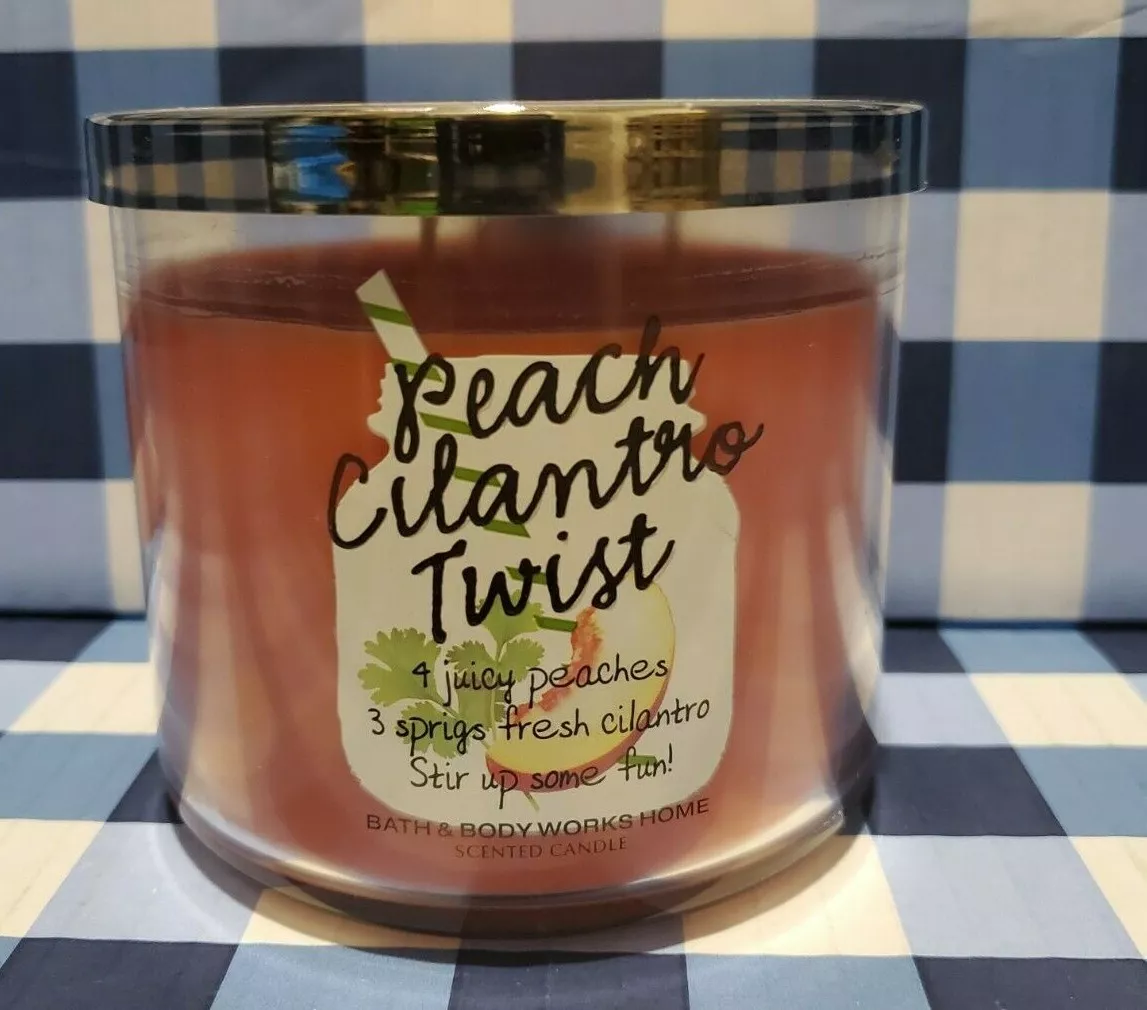 Peach
Cilantro
Twist
4 juicy peaches
3 sprigs fresh cilantro
Stir up some fun!
BATH & BODY WORKS HOME
SCENTED CANDLE